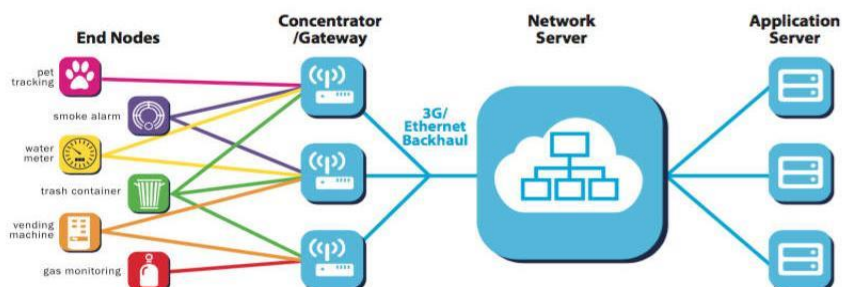 End Nodes
Concentrator
/Gateway
Network
Server
Application
Server
pet
tracking
smoke alarm
water
meter
trash container
vending
machine
gas monitoring
3G/
Ethernet
Backhaul